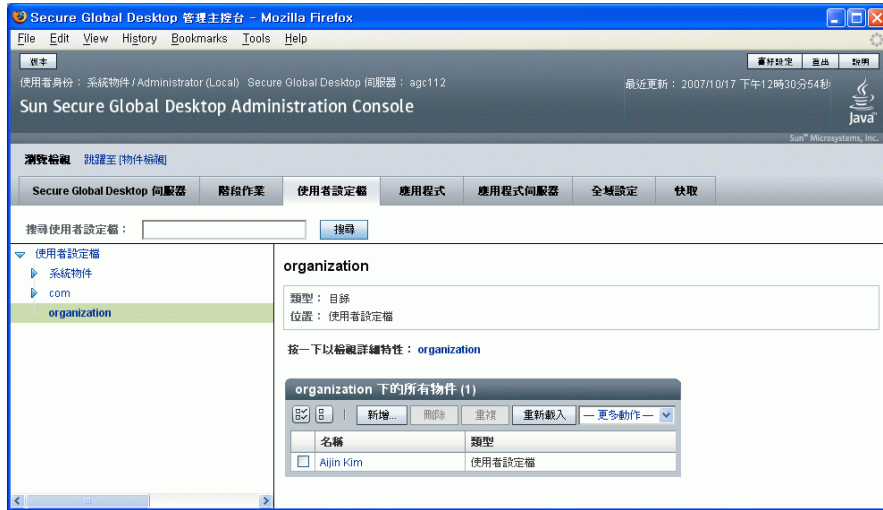 Secure Global Desktop 管理主控台 - Mozilla Firefox
File Edit View History Bookmarks Tools Help
版本 喜好設定 登出 說明
使用者身份： 系統物件 / Administrator (Local) Secure Global Desktop 伺服器： agc112 最近更新： 2007/10/17 下午12時30分54秒
Sun Secure Global Desktop Administration Console
Java™
Sun™ Microsystems, Inc.
瀏覽檢視 跳躍至 [物件檢視]
Secure Global Desktop 伺服器 階段作業 使用者設定檔 應用程式 應用程式伺服器 全域設定 快取
搜尋使用者設定檔： 搜尋
使用者設定檔
系統物件
com
organization
organization
類型： 目錄
位置： 使用者設定檔
按一下以檢視詳細特性： organization
organization 下的所有物件 (1)
新增... 刪除 重複 重新載入 — 更多動作 —
名稱 類型
Aijin Kim 使用者設定檔